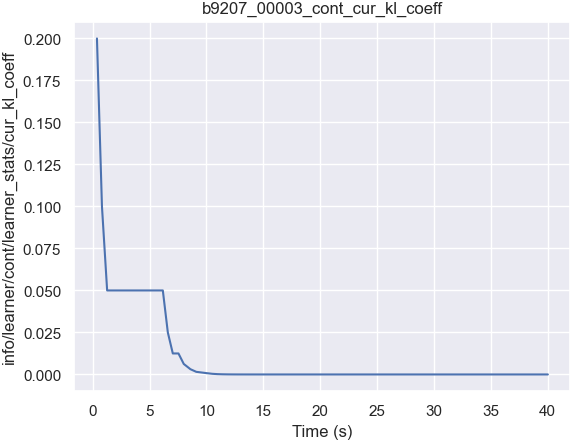 b9207_00003_cont_cur_kl_coeff
info/learner/cont/learner_stats/cur_kl_coeff
0.200
0.175
0.150
0.125
0.100
0.075
0.050
0.025
0.000
0 5 10 15 20 25 30 35 40
Time (s)